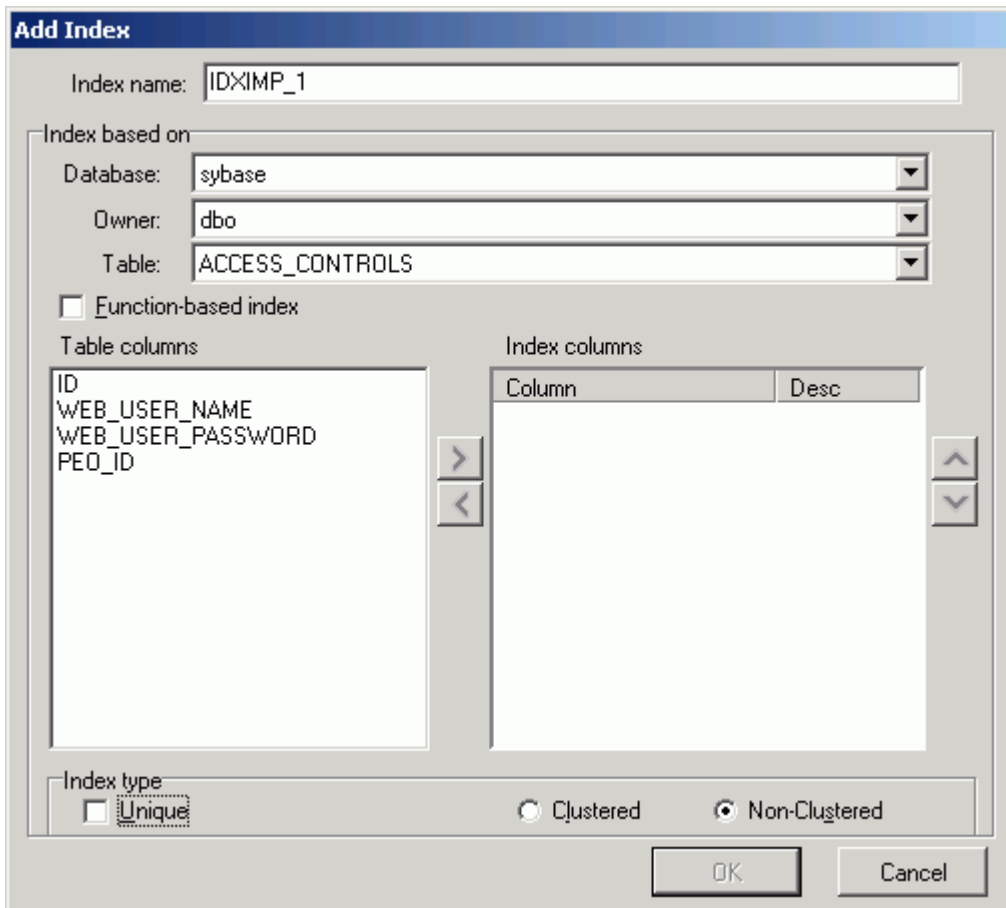 Add Index
Index name: IDXIMP_1
Index based on
Database: sybase
Owner: dbo
Table: ACCESS_CONTROLS
Function-based index
Table columns
ID
WEB_USER_NAME
WEB_USER_PASSWORD
PEO_ID
Index columns
Column Desc
Index type
Unique Clustered Non-Clustered
OK Cancel